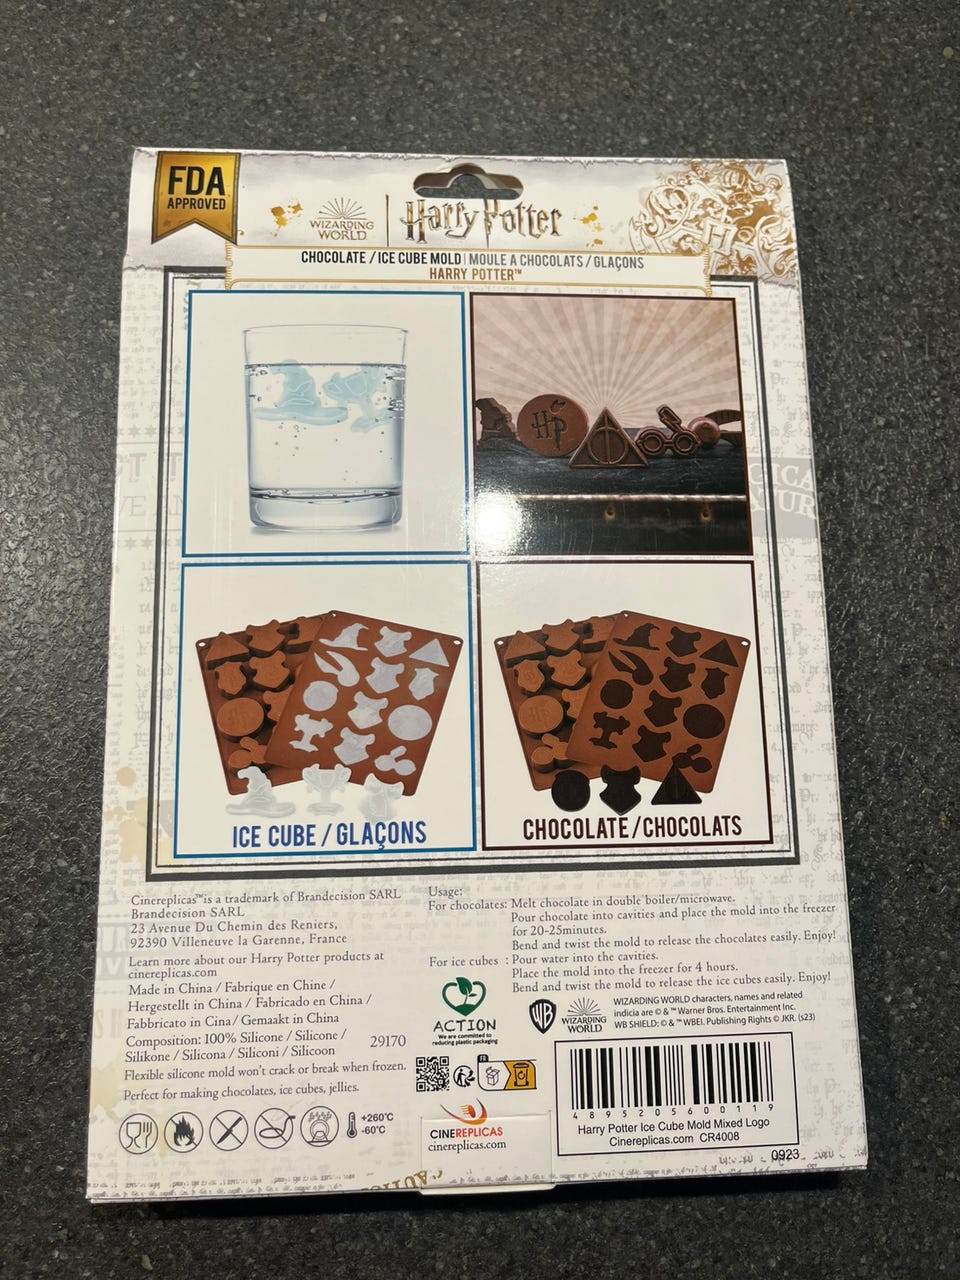 FDA
APPROVED
WIZARDING
WORLD
Harry Potter
CHOCOLATE / ICE CUBE MOLD | MOULE A CHOCOLATS / GLAÇONS
HARRY POTTER™
HP
ICE CUBE / GLAÇONS
CHOCOLATE / CHOCOLATS
Cinereplicas™ is a trademark of Brandecision SARL
Brandecision SARL
23 Avenue Du Chemin des Reniers,
92390 Villeneuve la Garenne, France
Learn more about our Harry Potter products at
cinereplicas.com
Made in China / Fabrique en Chine /
Hergestellt in China / Fabricado en China /
Fabbricato in Cina / Gemaakt in China
Composition: 100% Silicone / Silicone /
Silikone / Silicona / Siliconi / Silicoon
29170
Flexible silicone mold won't crack or break when frozen.
Perfect for making chocolates, ice cubes, jellies.
+260°C
-60°C
Usage:
For chocolates: Melt chocolate in double boiler/microwave.
Pour chocolate into cavities and place the mold into the freezer
for 20-25minutes.
Bend and twist the mold to release the chocolates easily. Enjoy!
For ice cubes : Pour water into the cavities.
Place the mold into the freezer for 4 hours.
Bend and twist the mold to release the ice cubes easily. Enjoy!
ACTION
We are committed to
reducing plastic packaging
WB
WIZARDING
WORLD
WIZARDING WORLD characters, names and related
indicia are © & ™ Warner Bros. Entertainment Inc.
WB SHIELD: © & ™ WBEI. Publishing Rights © JKR. (s23)
FR
CINEREPLICAS
cinereplicas.com
4 895205 600119
Harry Potter Ice Cube Mold Mixed Logo
Cinereplicas.com CR4008
0923